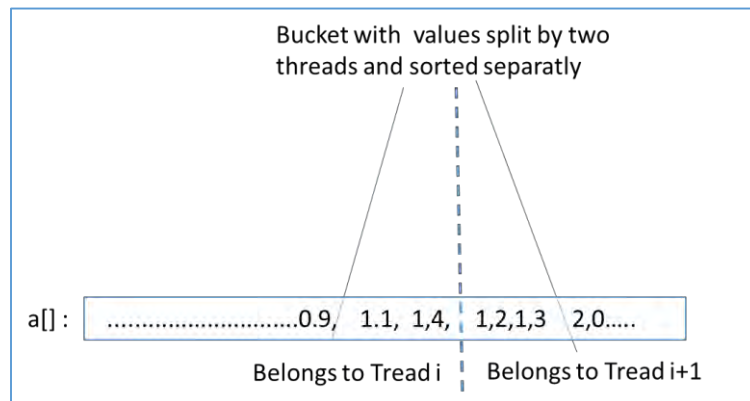 Bucket with values split by two
threads and sorted separatly
a[] : ..............................0.9, 1.1, 1,4, 1,2,1,3 2,0.....
Belongs to Tread i Belongs to Tread i+1